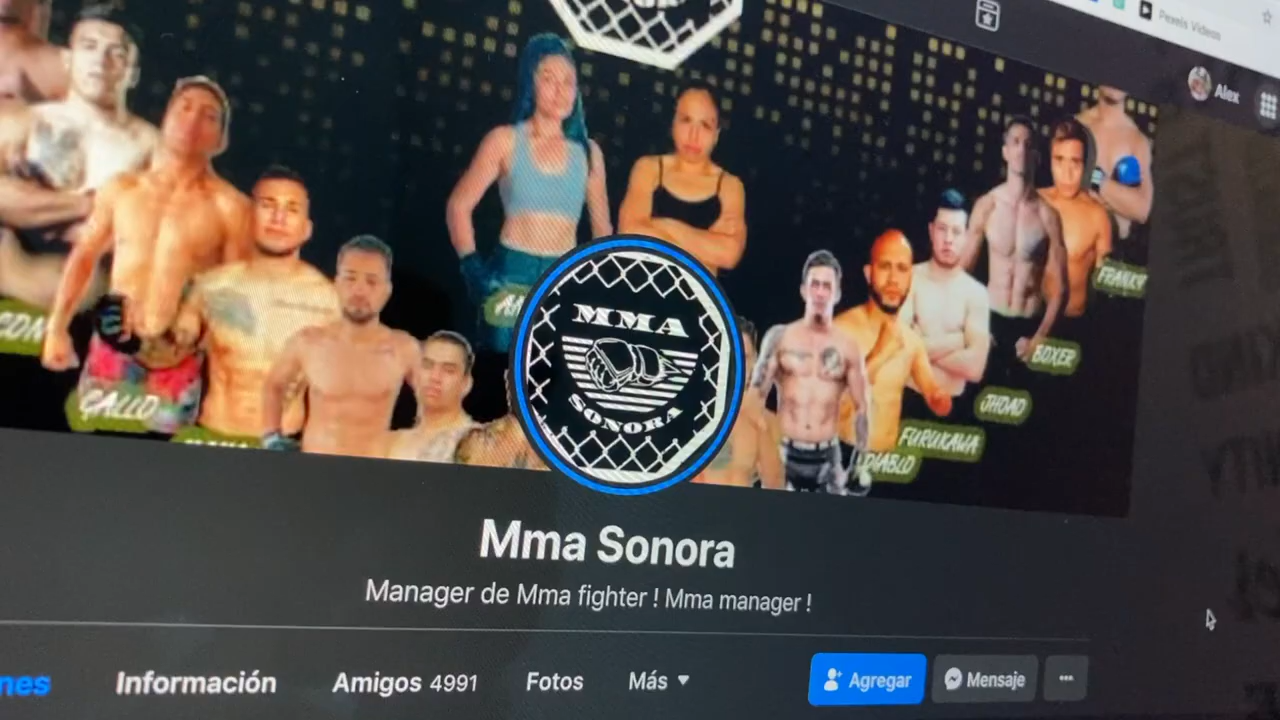 Pexels Videos
Alex
FRANKY
BOXER
JHOAO
FURUKAWA
DIABLO
GALLO
MMA
SONORA
Mma Sonora
Manager de Mma fighter ! Mma manager !
Información
Amigos 4991
Fotos
Más
Agregar
Mensaje